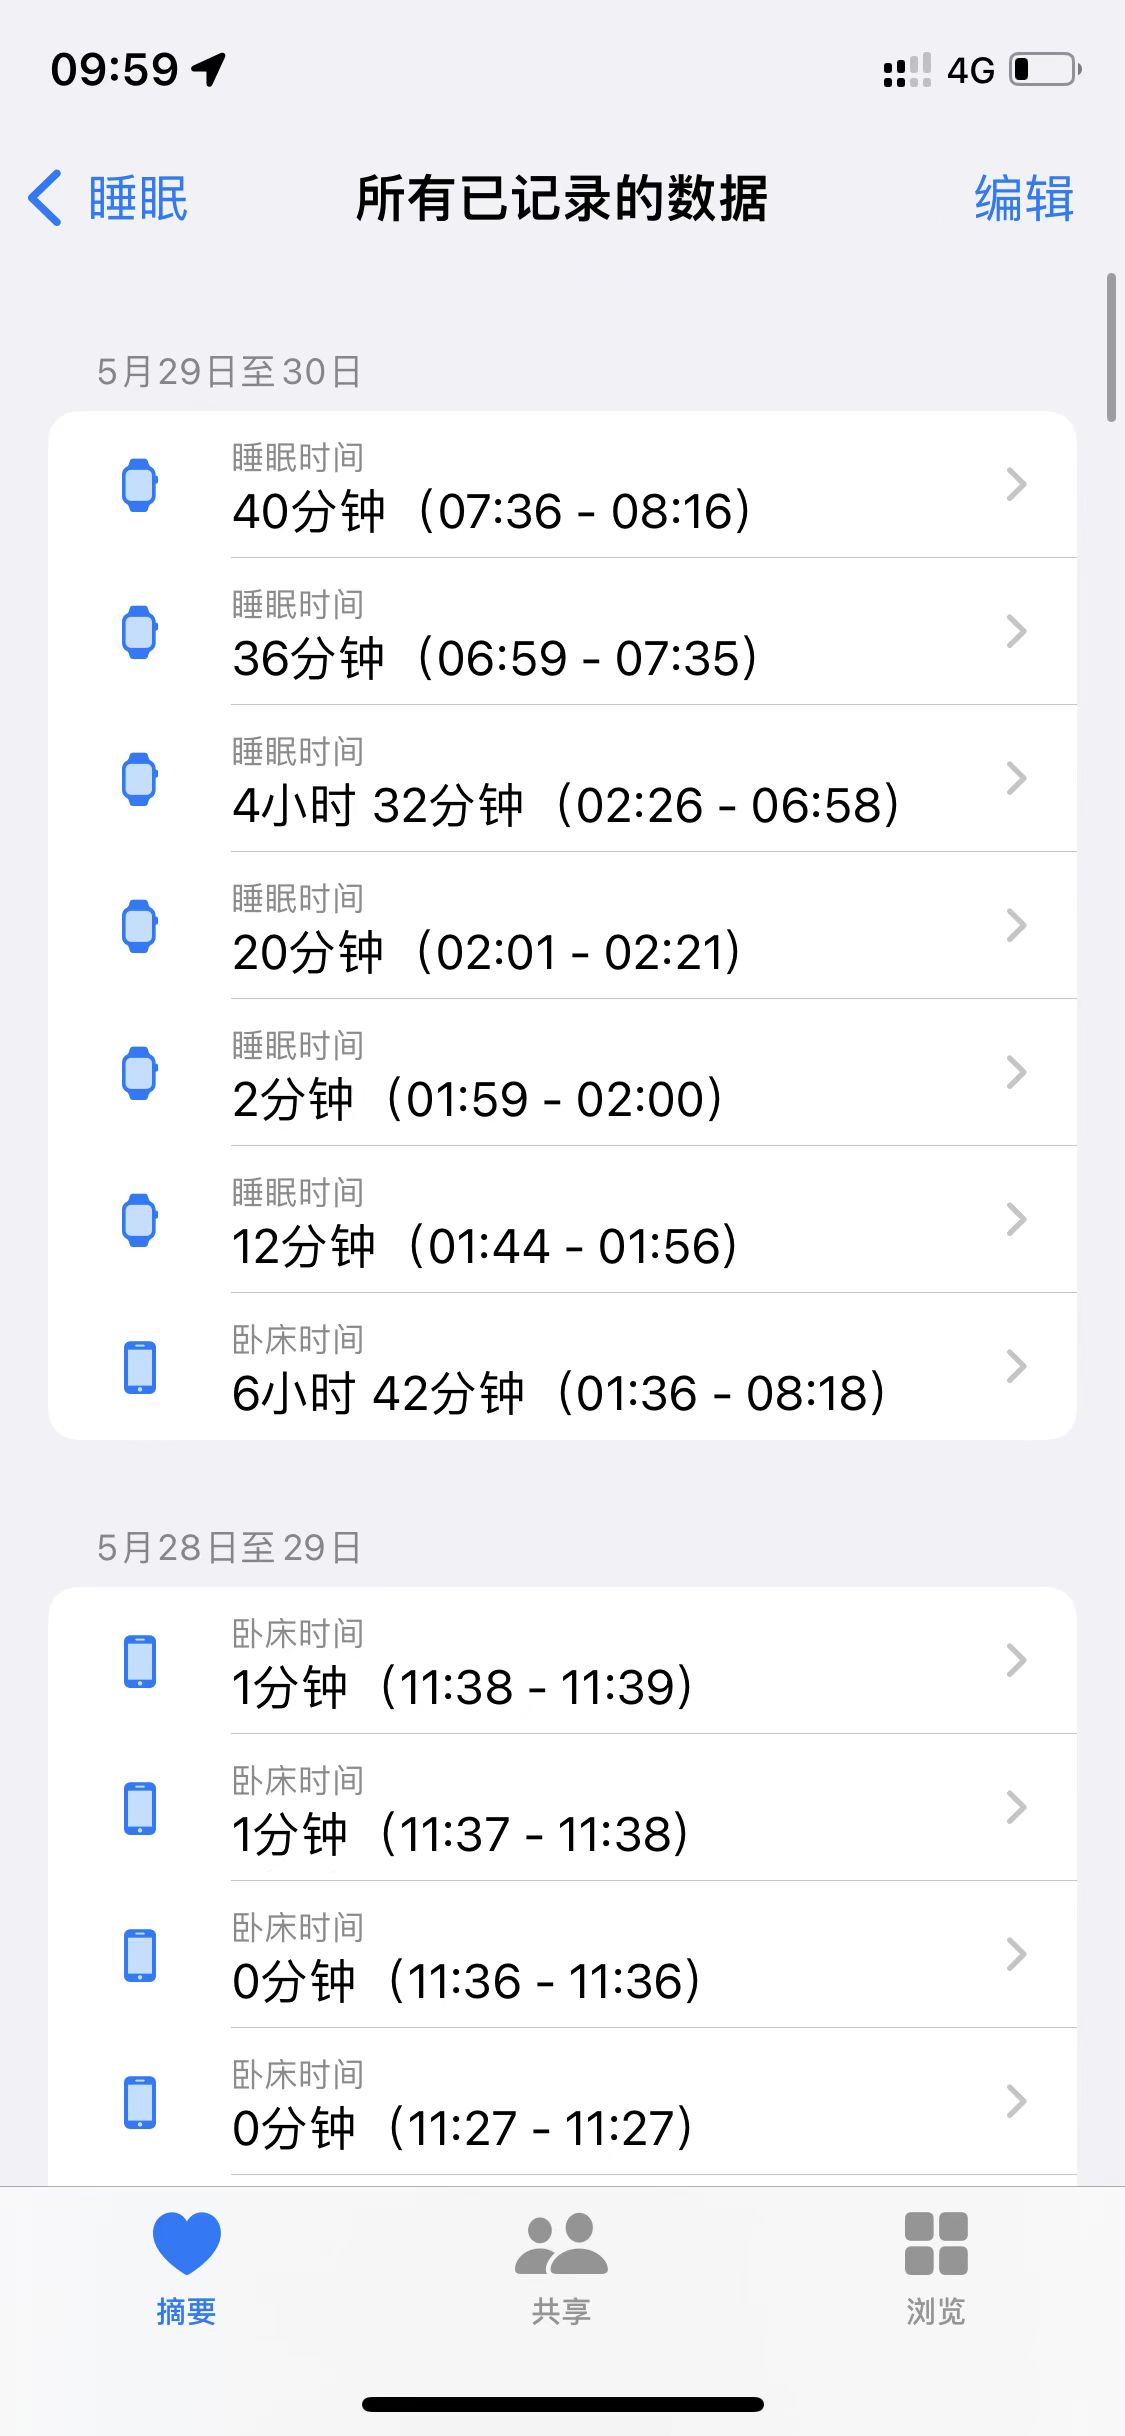 09:59
4G
睡眠
所有已记录的数据
编辑
5月29日至30日
睡眠时间
40分钟（07:36 - 08:16）
睡眠时间
36分钟（06:59 - 07:35）
睡眠时间
4小时 32分钟（02:26 - 06:58）
睡眠时间
20分钟（02:01 - 02:21）
睡眠时间
2分钟（01:59 - 02:00）
睡眠时间
12分钟（01:44 - 01:56）
卧床时间
6小时 42分钟（01:36 - 08:18）
5月28日至29日
卧床时间
1分钟（11:38 - 11:39）
卧床时间
1分钟（11:37 - 11:38）
卧床时间
0分钟（11:36 - 11:36）
卧床时间
0分钟（11:27 - 11:27）
摘要
共享
浏览